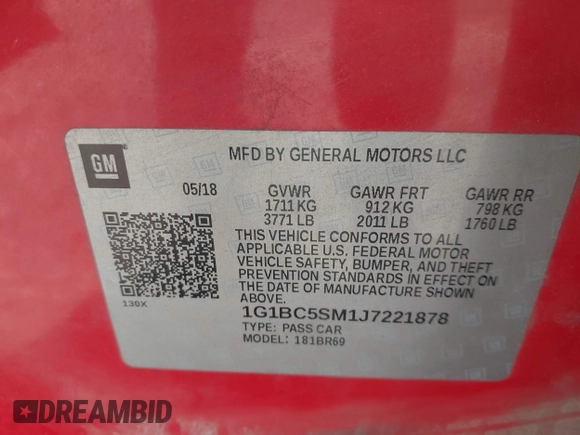 GM
MFD BY GENERAL MOTORS LLC
05/18 GVWR GAWR FRT GAWR RR
1711 KG 912 KG 798 KG
3771 LB 2011 LB 1760 LB
THIS VEHICLE CONFORMS TO ALL
APPLICABLE U.S. FEDERAL MOTOR
VEHICLE SAFETY, BUMPER, AND THEFT
PREVENTION STANDARDS IN EFFECT ON
THE DATE OF MANUFACTURE SHOWN
ABOVE.
130X
1G1BC5SM1J7221878
TYPE: PASS CAR
MODEL: 181BR69
DREAMBID